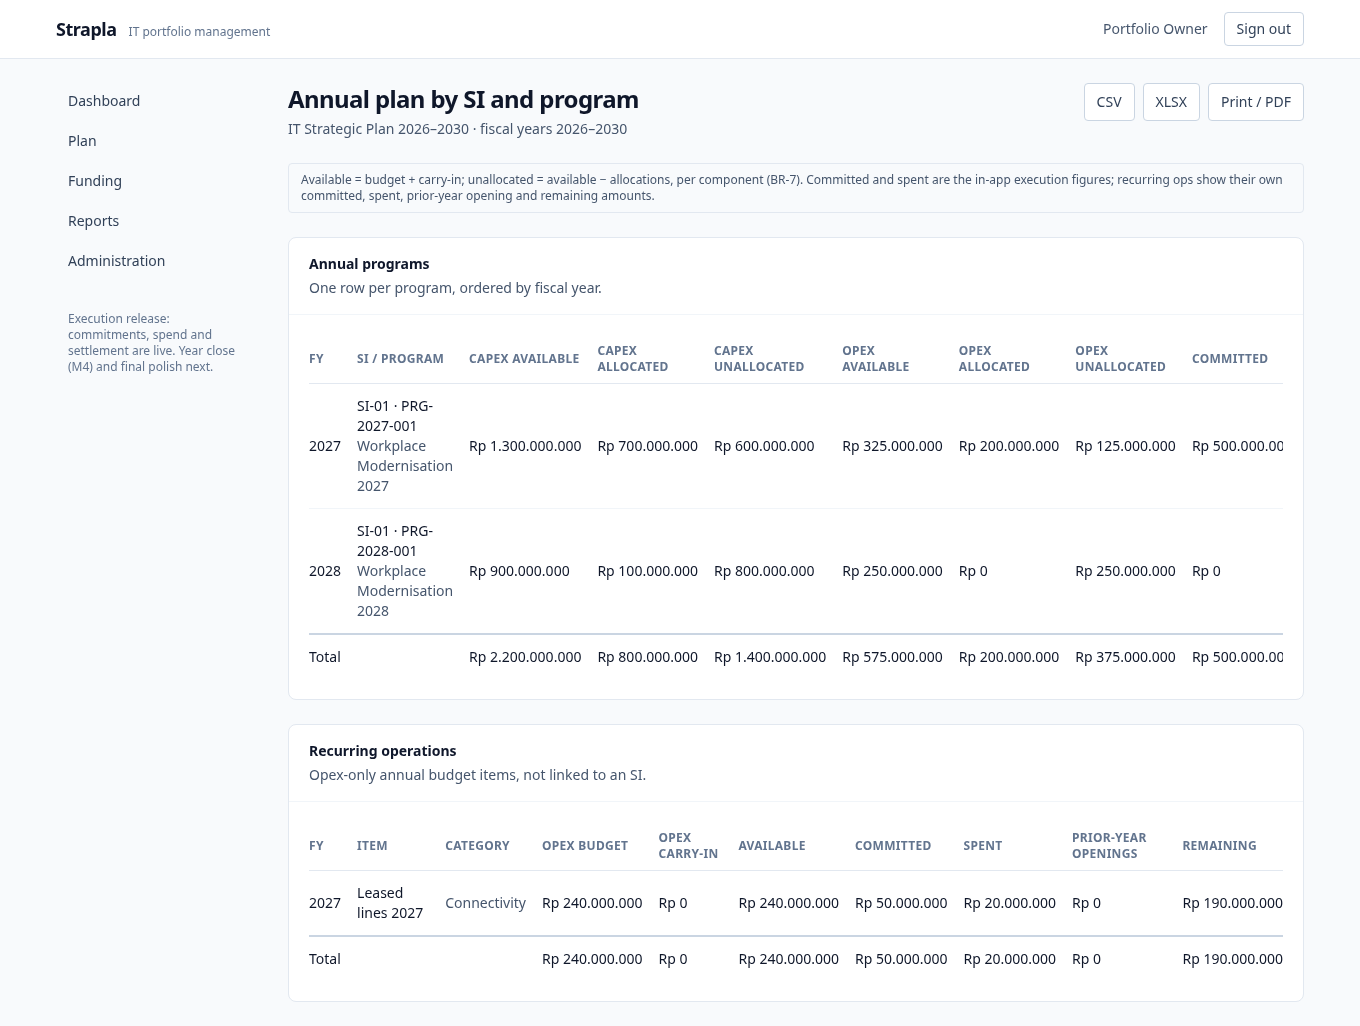 Strapla IT portfolio management
Portfolio Owner Sign out
Dashboard
Plan
Funding
Reports
Administration
Execution release:
commitments, spend and
settlement are live. Year close
(M4) and final polish next.
Annual plan by SI and program
IT Strategic Plan 2026–2030 · fiscal years 2026–2030
CSV XLSX Print / PDF
Available = budget + carry-in; unallocated = available − allocations, per component (BR-7). Committed and spent are the in-app execution figures; recurring ops show their own
committed, spent, prior-year opening and remaining amounts.
Annual programs
One row per program, ordered by fiscal year.
FY SI / PROGRAM CAPEX AVAILABLE CAPEX ALLOCATED CAPEX UNALLOCATED OPEX AVAILABLE OPEX ALLOCATED OPEX UNALLOCATED COMMITTED
2027 SI-01 · PRG-2027-001 Workplace Modernisation 2027 Rp 1.300.000.000 Rp 700.000.000 Rp 600.000.000 Rp 325.000.000 Rp 200.000.000 Rp 125.000.000 Rp 500.000.00
2028 SI-01 · PRG-2028-001 Workplace Modernisation 2028 Rp 900.000.000 Rp 100.000.000 Rp 800.000.000 Rp 250.000.000 Rp 0 Rp 250.000.000 Rp 0
Total Rp 2.200.000.000 Rp 800.000.000 Rp 1.400.000.000 Rp 575.000.000 Rp 200.000.000 Rp 375.000.000 Rp 500.000.00
Recurring operations
Opex-only annual budget items, not linked to an SI.
FY ITEM CATEGORY OPEX BUDGET OPEX CARRY-IN AVAILABLE COMMITTED SPENT PRIOR-YEAR OPENINGS REMAINING
2027 Leased lines 2027 Connectivity Rp 240.000.000 Rp 0 Rp 240.000.000 Rp 50.000.000 Rp 20.000.000 Rp 0 Rp 190.000.000
Total Rp 240.000.000 Rp 0 Rp 240.000.000 Rp 50.000.000 Rp 20.000.000 Rp 0 Rp 190.000.000